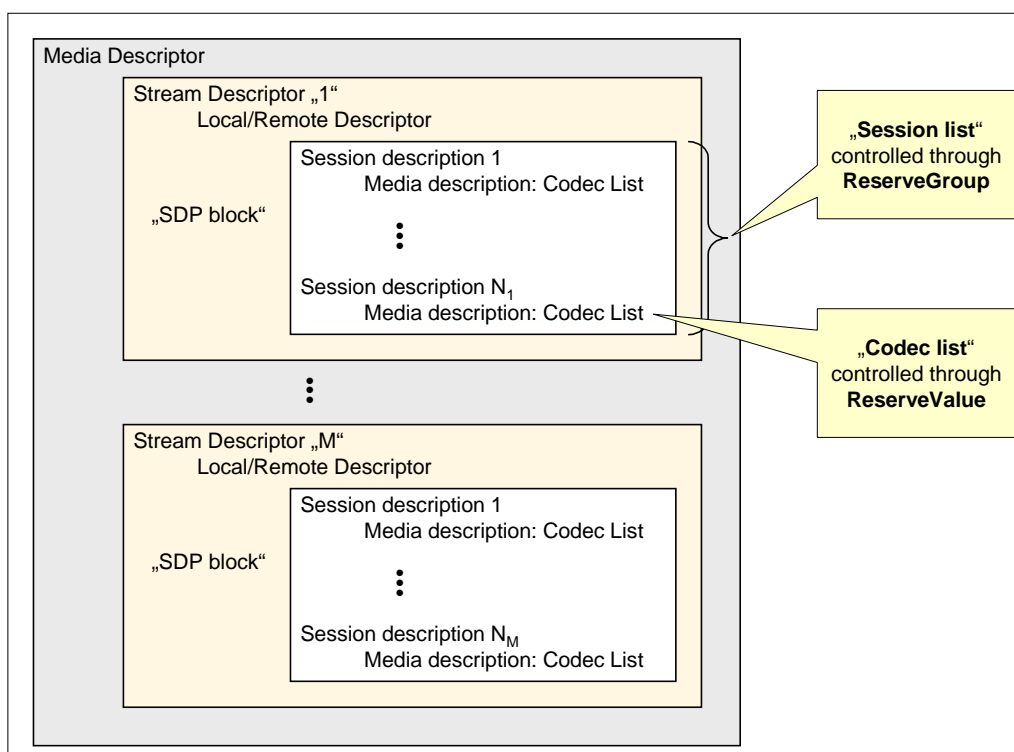 Media Descriptor
Stream Descriptor „1“
Local/Remote Descriptor
Session description 1
Media description: Codec List
„SDP block“
Session description N₁
Media description: Codec List
„Session list“
controlled through
ReserveGroup
„Codec list“
controlled through
ReserveValue
Stream Descriptor „M“
Local/Remote Descriptor
Session description 1
Media description: Codec List
„SDP block“
Session description N_M
Media description: Codec List